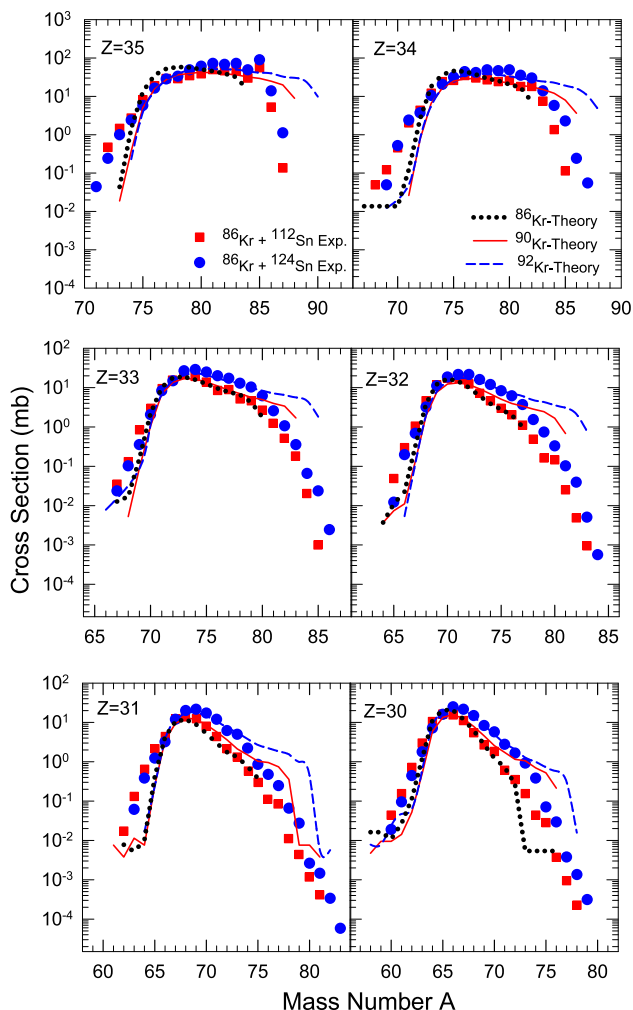 Z=35
Z=34
10³
10²
10¹
10⁰
10⁻¹
10⁻²
10⁻³
10⁻⁴
⁸⁶Kr + ¹¹²Sn Exp.
⁸⁶Kr + ¹²⁴Sn Exp.
⁸⁶Kr-Theory
⁹⁰Kr-Theory
⁹²Kr-Theory
70 75 80 85 90
70 75 80 85 90
Z=33
Z=32
10²
10¹
10⁰
10⁻¹
10⁻²
10⁻³
10⁻⁴
65 70 75 80 85
65 70 75 80 85
Cross Section (mb)
Z=31
Z=30
10²
10¹
10⁰
10⁻¹
10⁻²
10⁻³
10⁻⁴
60 65 70 75 80
60 65 70 75 80
Mass Number A